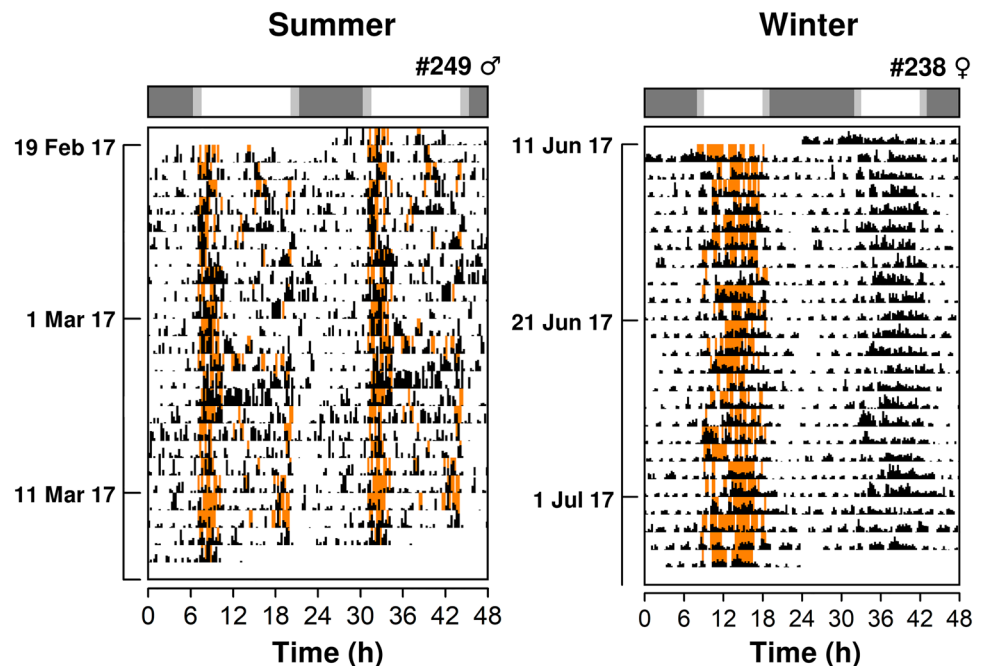 Summer
#249 ♂
19 Feb 17
1 Mar 17
11 Mar 17
0 6 12 18 24 30 36 42 48
Time (h)
Winter
#238 ♀
11 Jun 17
21 Jun 17
1 Jul 17
0 6 12 18 24 30 36 42 48
Time (h)